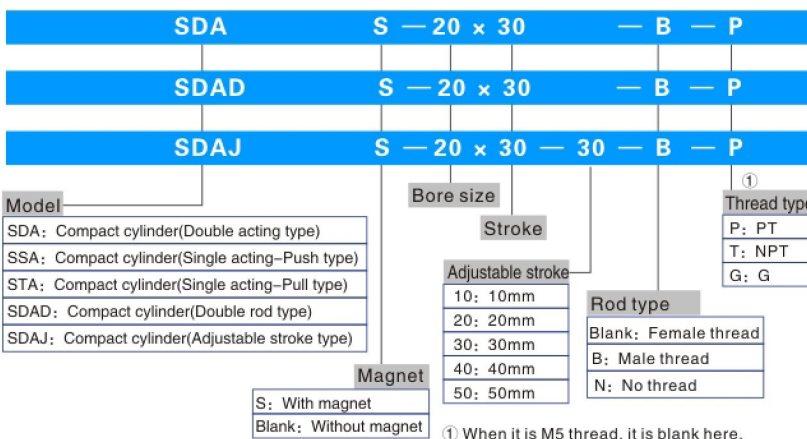 SDA S — 20 × 30 — B — P
SDAD S — 20 × 30 — B — P
SDAJ S — 20 × 30 — 30 — B — P
Model
SDA: Compact cylinder(Double acting type)
SSA: Compact cylinder(Single acting–Push type)
STA: Compact cylinder(Single acting–Pull type)
SDAD: Compact cylinder(Double rod type)
SDAJ: Compact cylinder(Adjustable stroke type)
Magnet
S: With magnet
Blank: Without magnet
Bore size
Stroke
Adjustable stroke
10: 10mm
20: 20mm
30: 30mm
40: 40mm
50: 50mm
Rod type
Blank: Female thread
B: Male thread
N: No thread
①
Thread type
P: PT
T: NPT
G: G
① When it is M5 thread, it is blank here.